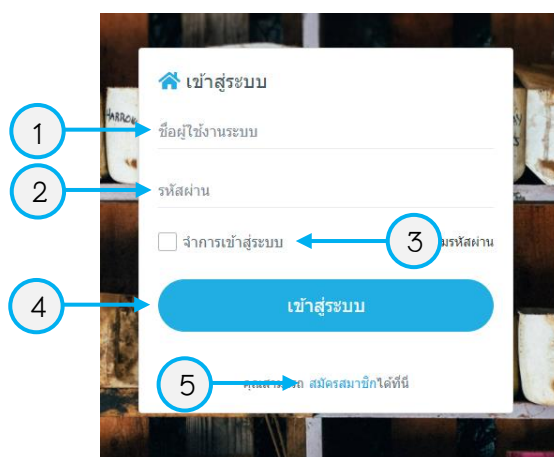 เข้าสู่ระบบ
1
ชื่อผู้ใช้งานระบบ
2
รหัสผ่าน
จำการเข้าสู่ระบบ
3
มรหัสผ่าน
4
เข้าสู่ระบบ
5
สมัครสมาชิกได้ที่นี่